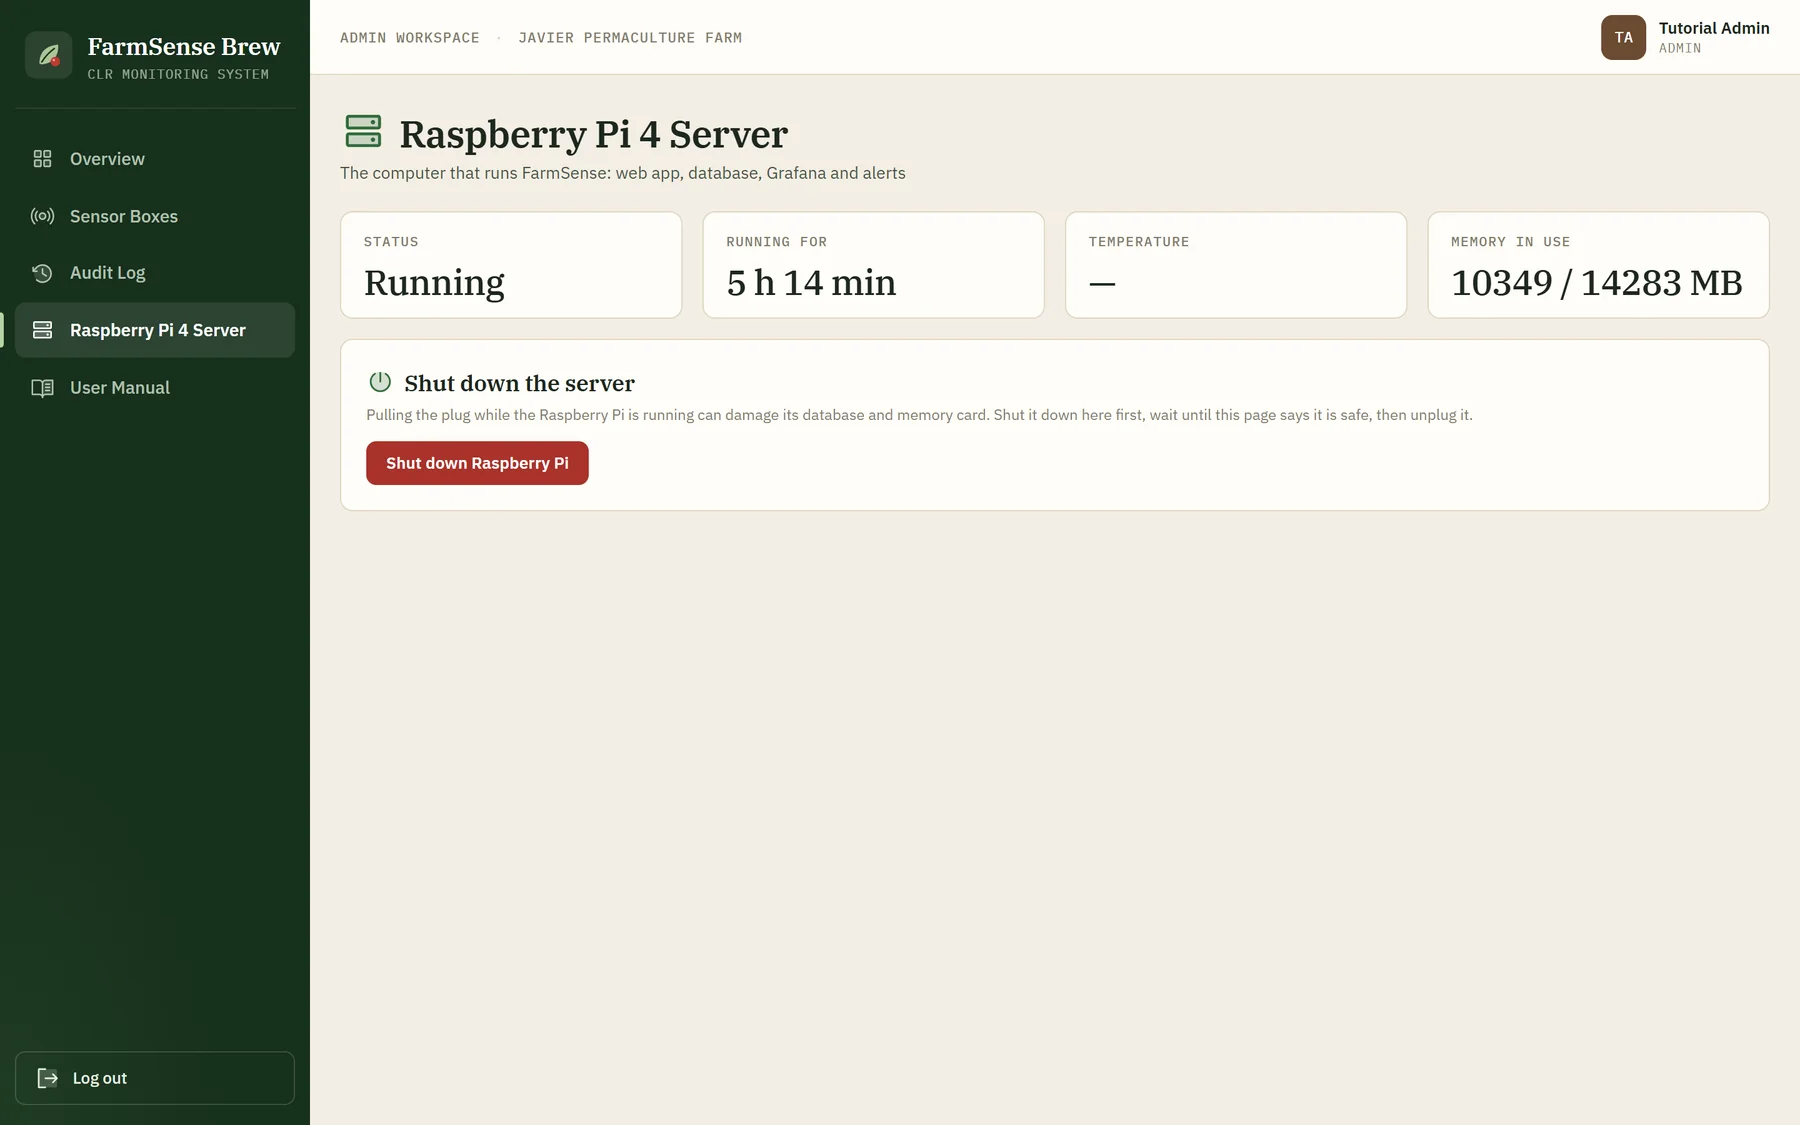 FarmSense Brew
CLR MONITORING SYSTEM
Overview
Sensor Boxes
Audit Log
Raspberry Pi 4 Server
User Manual
Log out
ADMIN WORKSPACE · JAVIER PERMACULTURE FARM
TA
Tutorial Admin
ADMIN
Raspberry Pi 4 Server
The computer that runs FarmSense: web app, database, Grafana and alerts
STATUS
Running
RUNNING FOR
5 h 14 min
TEMPERATURE
—
MEMORY IN USE
10349 / 14283 MB
Shut down the server
Pulling the plug while the Raspberry Pi is running can damage its database and memory card. Shut it down here first, wait until this page says it is safe, then unplug it.
Shut down Raspberry Pi